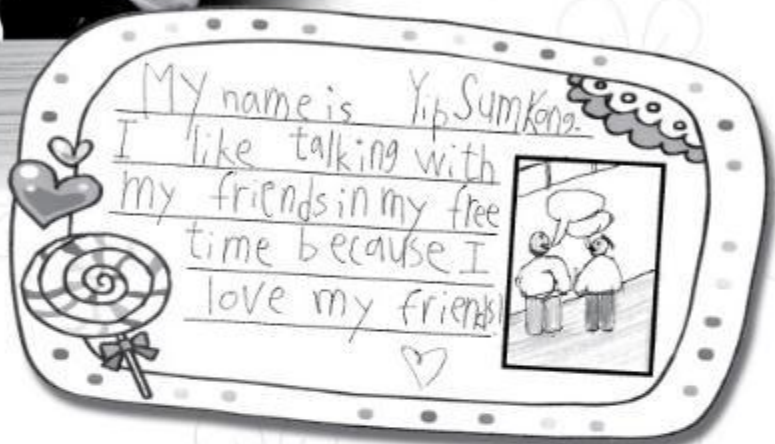 My name is Yip Sum Kong.
I like talking with
my friends in my free
time because I
love my friends!